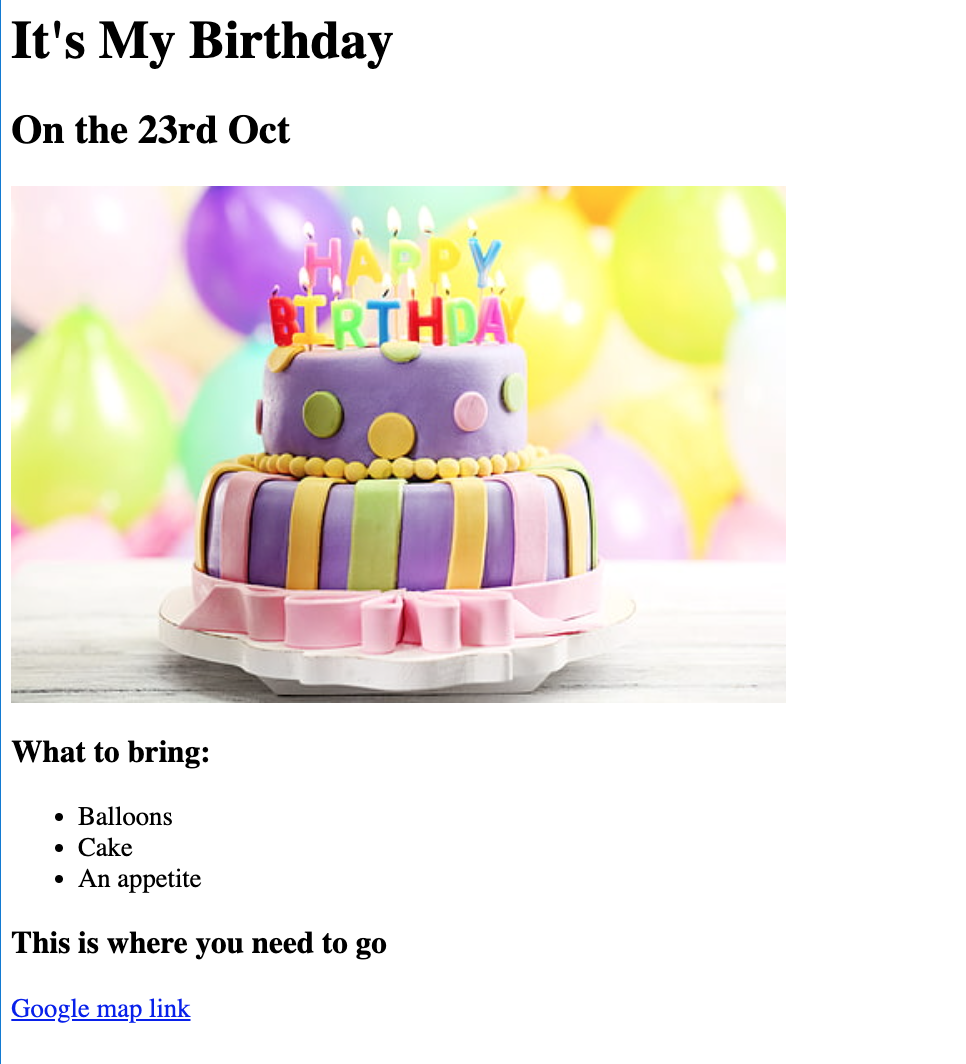 It's My Birthday
On the 23rd Oct
HAPPY
BIRTHDAY
What to bring:
Balloons
Cake
An appetite
This is where you need to go
Google map link